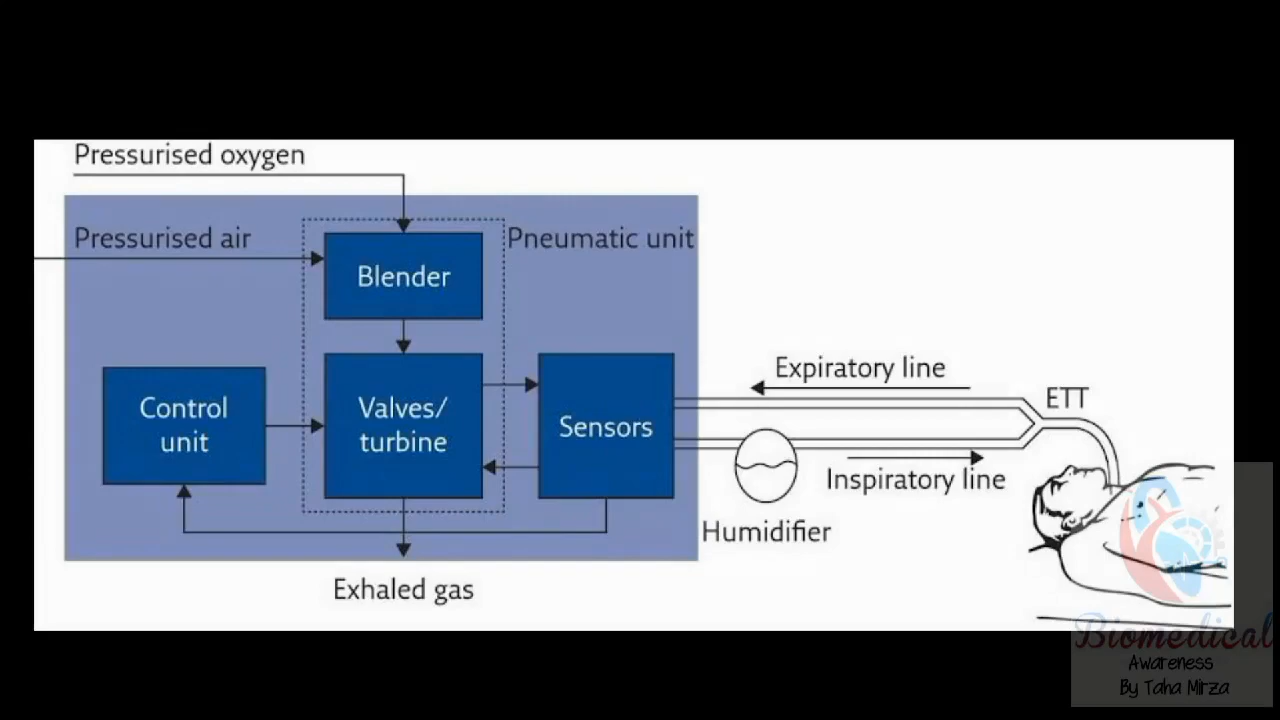 Pressurised oxygen
Pressurised air
Pneumatic unit
Blender
Control
unit
Valves/
turbine
Sensors
Expiratory line
ETT
Inspiratory line
Humidifier
Exhaled gas
Biomedical
Awareness
By Taha Mirza